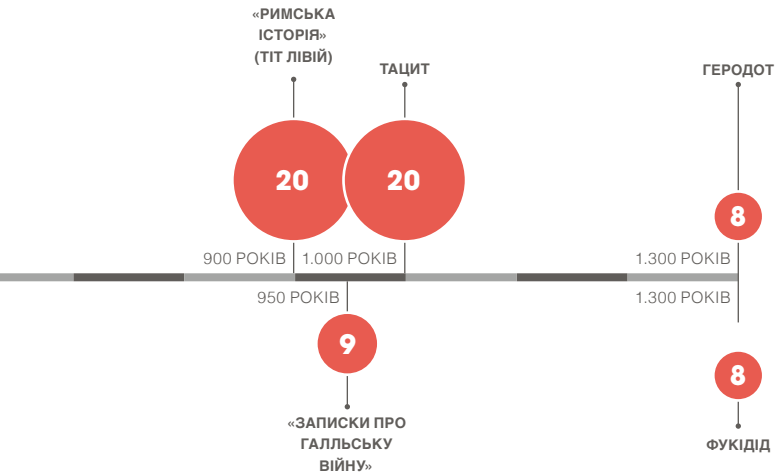 «РИМСЬКА
ІСТОРІЯ»
(ТІТ ЛІВІЙ)
ТАЦИТ
ГЕРОДОТ
20
20
8
900 РОКІВ
1.000 РОКІВ
1.300 РОКІВ
950 РОКІВ
1.300 РОКІВ
9
8
«ЗАПИСКИ ПРО
ГАЛЛЬСЬКУ
ВІЙНУ»
ФУКІДІД